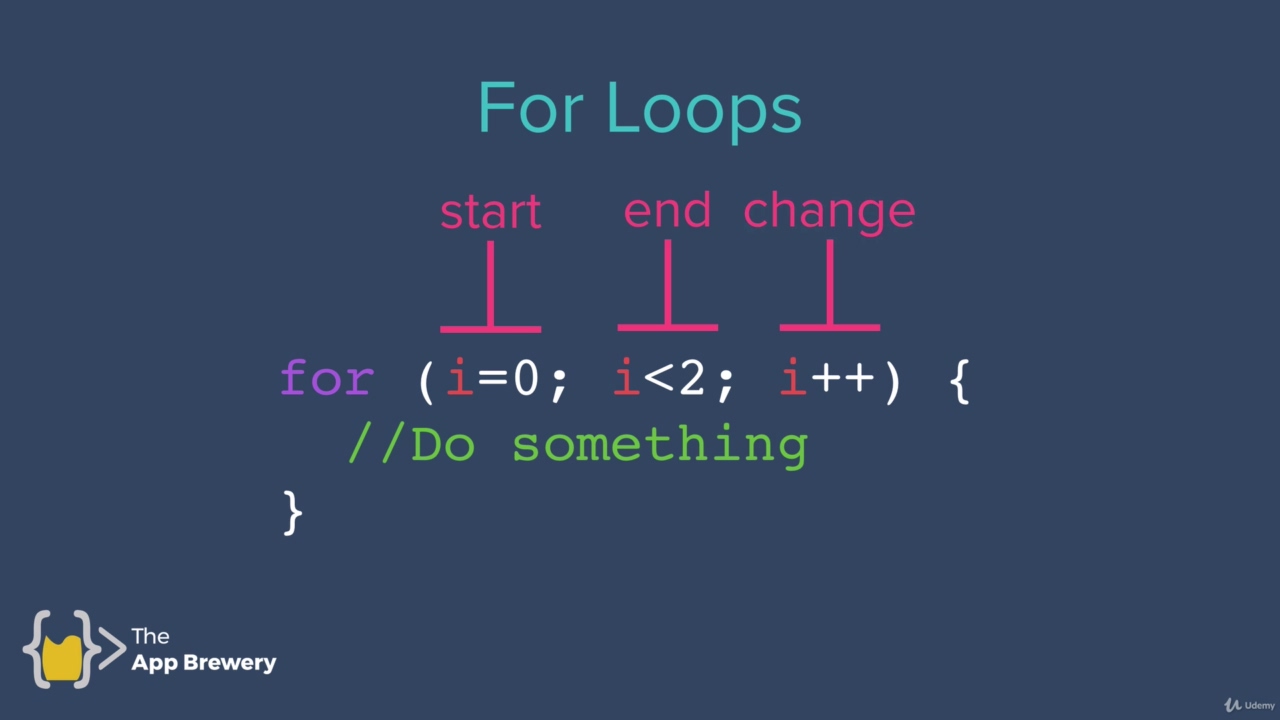 For Loops
start end change
for (i=0; i<2; i++) {
//Do something
}
The
App Brewery
Udemy